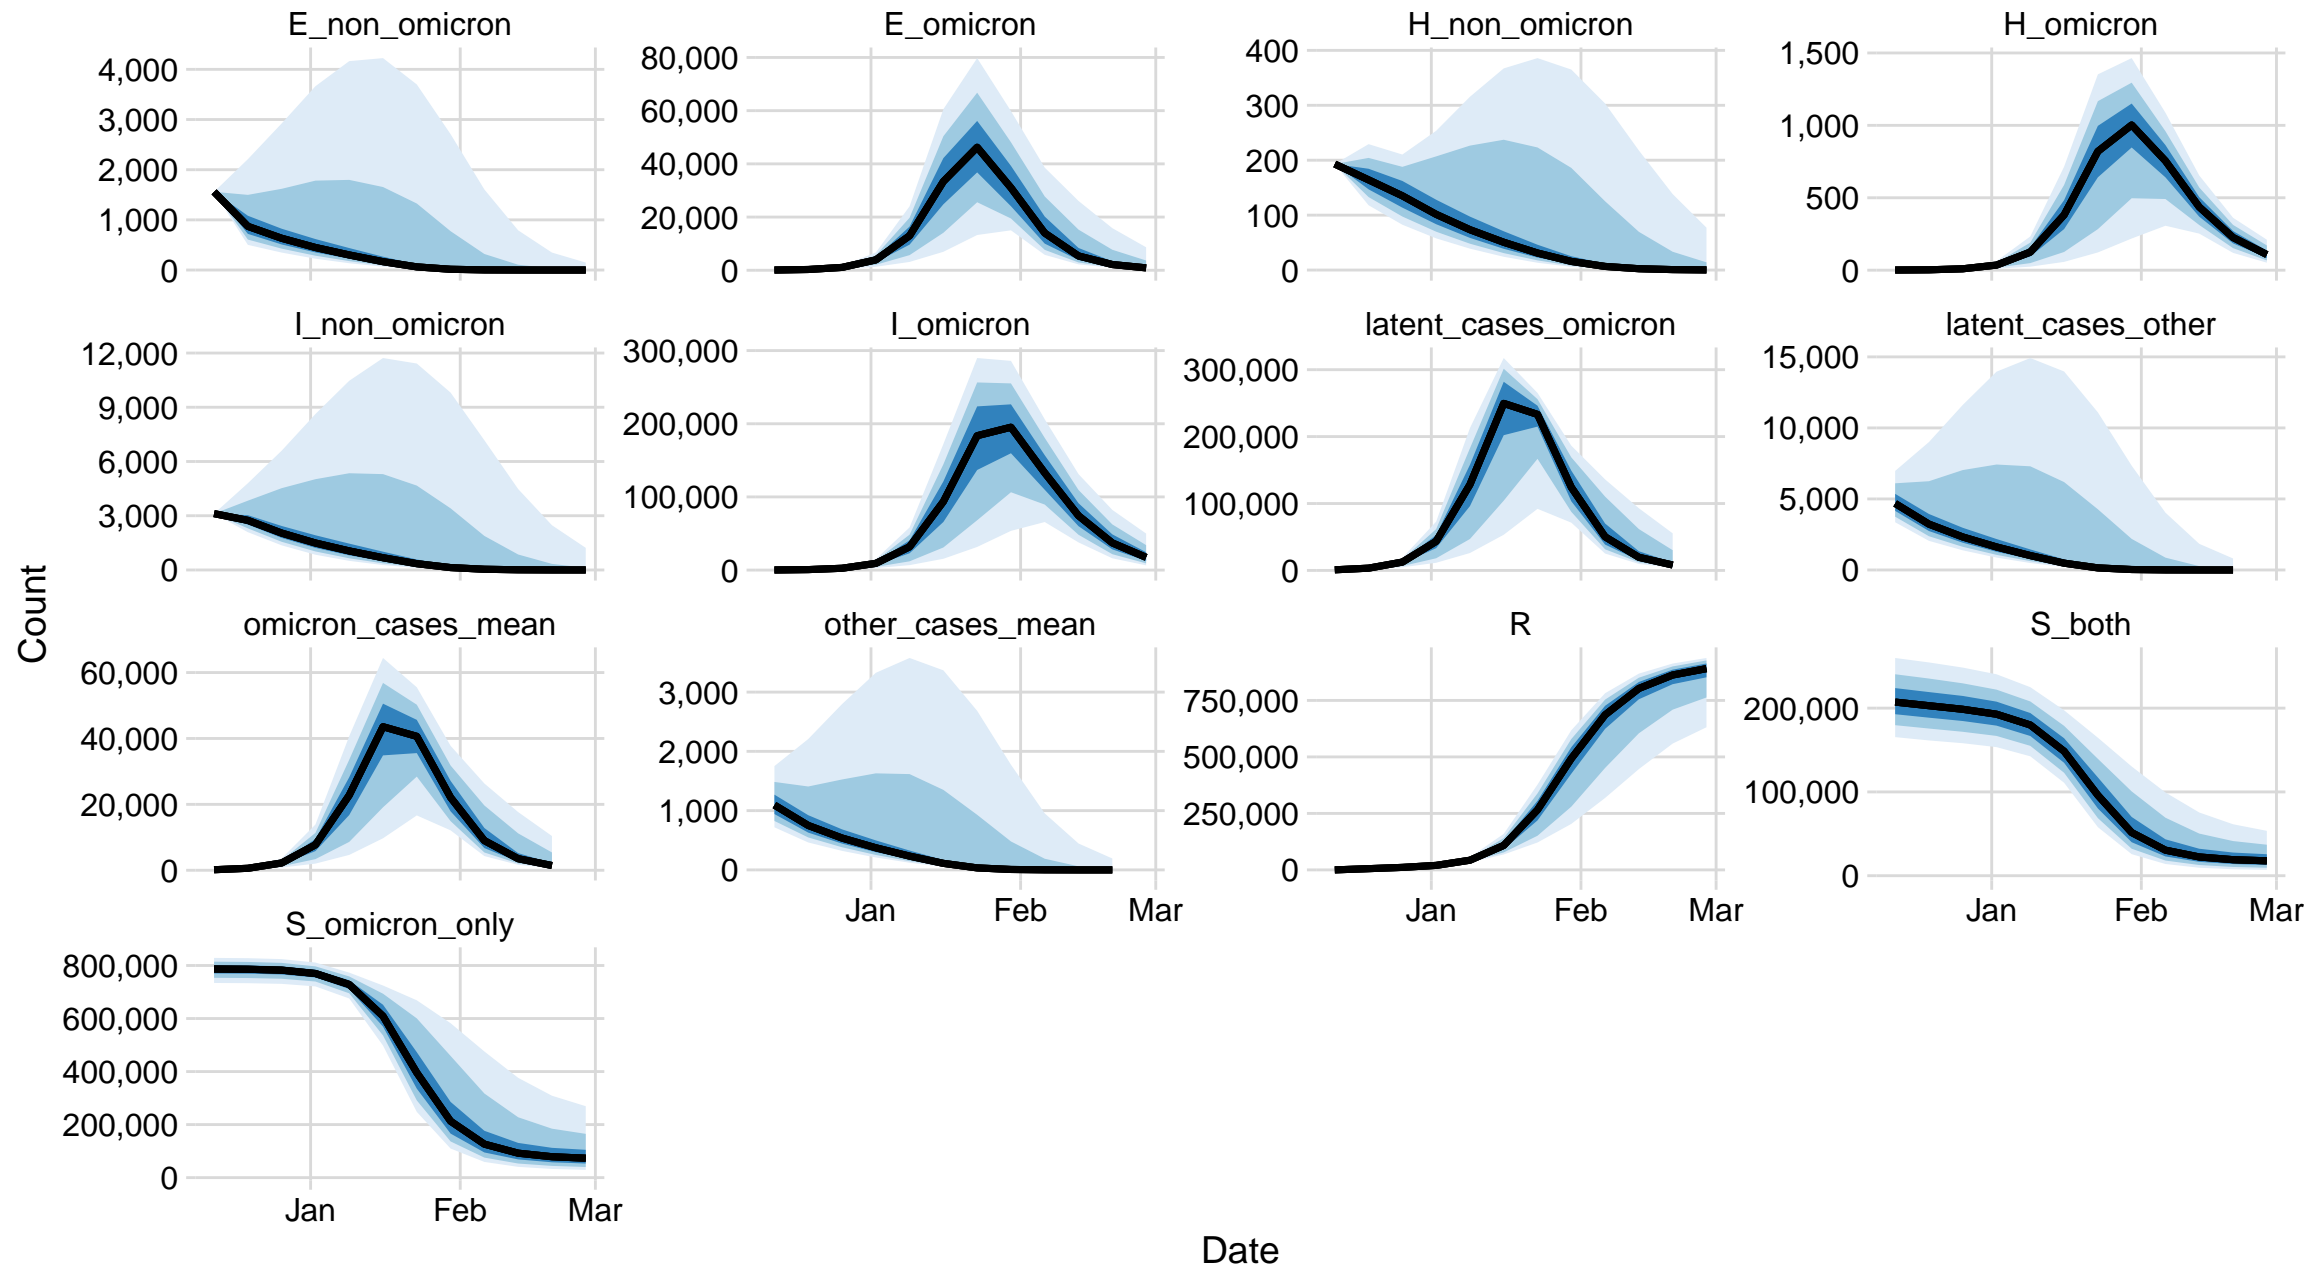 E_non_omicron
E_omicron
H_non_omicron
H_omicron
4,000
3,000
2,000
1,000
0
80,000
60,000
40,000
20,000
0
400
300
200
100
0
1,500
1,000
500
0
I_non_omicron
I_omicron
latent_cases_omicron
latent_cases_other
12,000
9,000
6,000
3,000
0
300,000
200,000
100,000
0
300,000
200,000
100,000
0
15,000
10,000
5,000
0
Count
omicron_cases_mean
other_cases_mean
R
S_both
60,000
40,000
20,000
0
3,000
2,000
1,000
0
750,000
500,000
250,000
0
200,000
100,000
0
Jan Feb Mar
Jan Feb Mar
Jan Feb Mar
S_omicron_only
800,000
600,000
400,000
200,000
0
Jan Feb Mar
Date